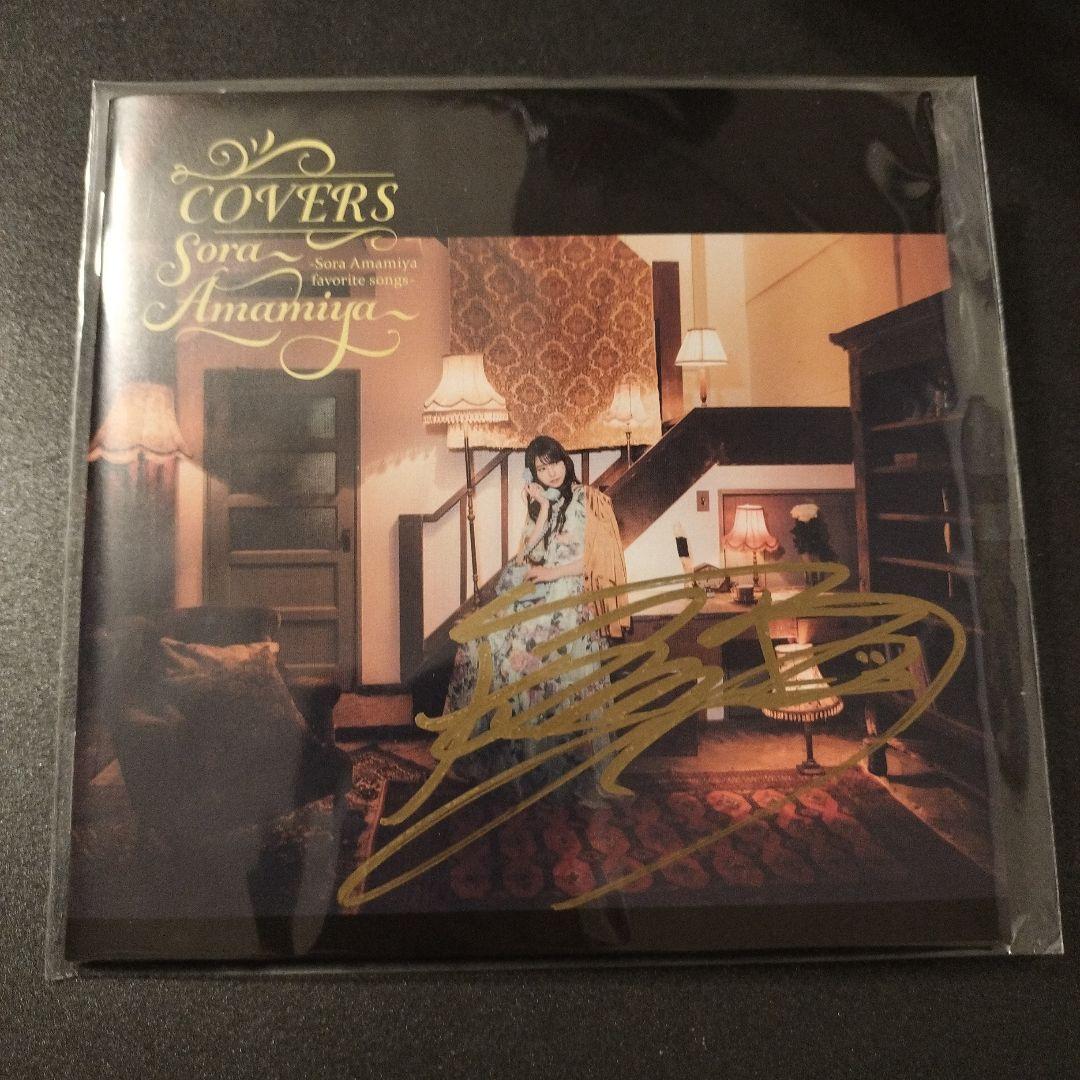 COVERS
Sora
Amamiya
-Sora Amamiya
favorite songs-